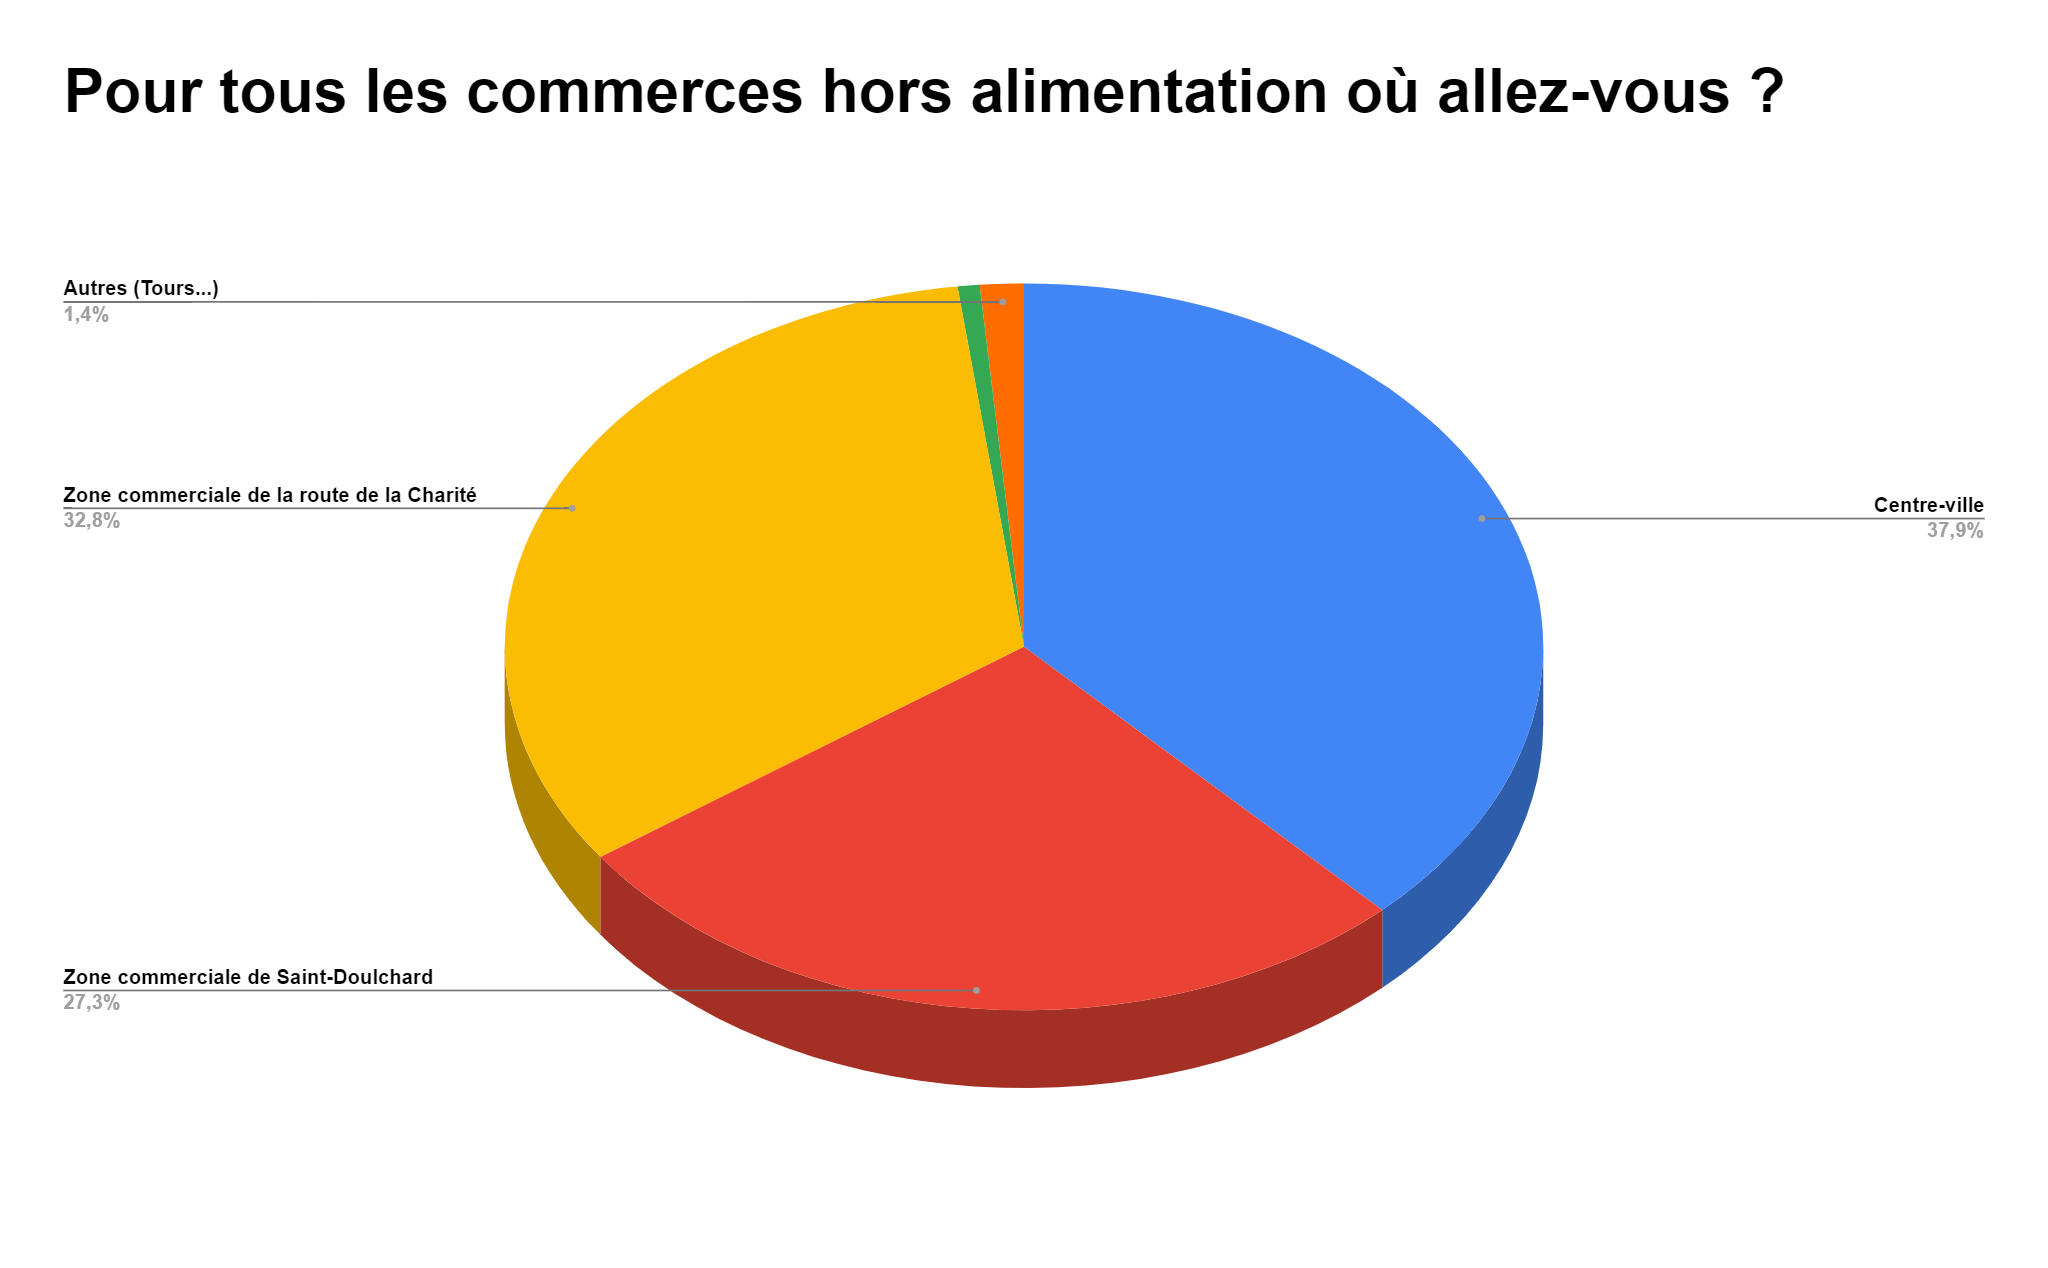 Pour tous les commerces hors alimentation où allez-vous ?
Autres (Tours...)
1,4%
Zone commerciale de la route de la Charité
32,8%
Centre-ville
37,9%
Zone commerciale de Saint-Doulchard
27,3%